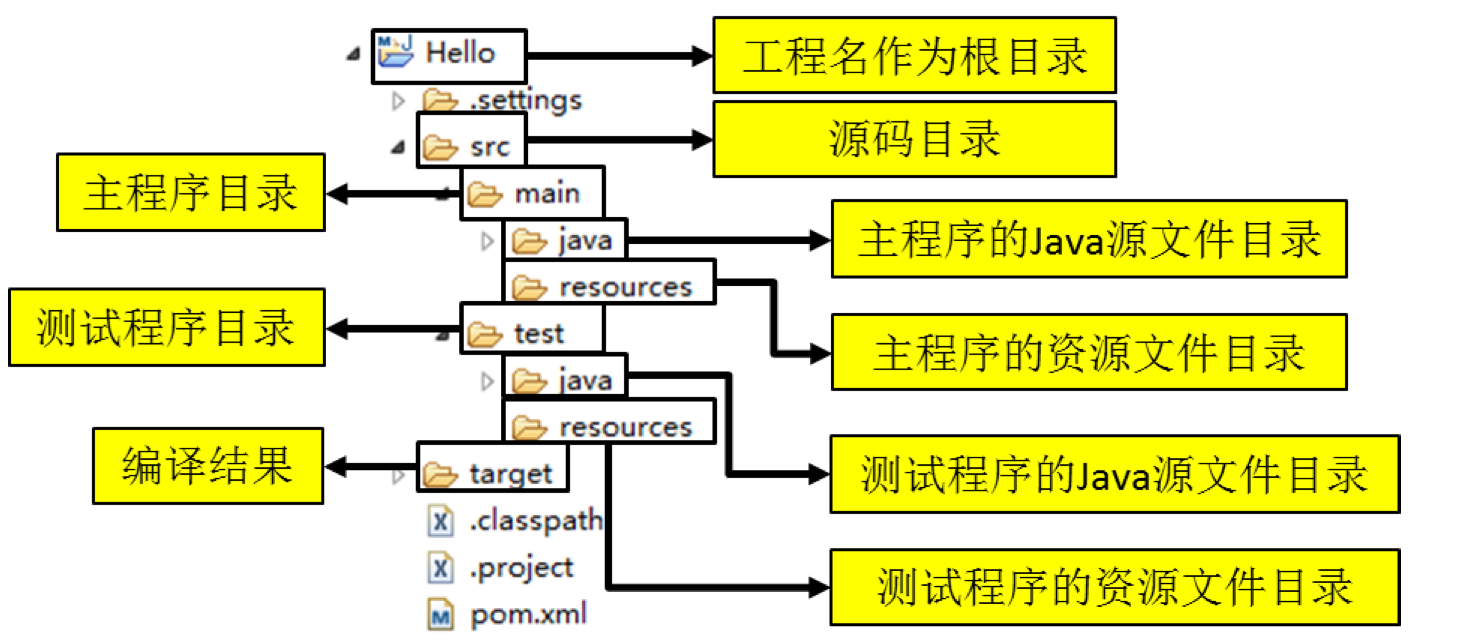 Hello
工程名作为根目录
.settings
src
源码目录
主程序目录
main
java
主程序的Java源文件目录
resources
主程序的资源文件目录
测试程序目录
test
java
测试程序的Java源文件目录
resources
测试程序的资源文件目录
编译结果
target
.classpath
.project
pom.xml